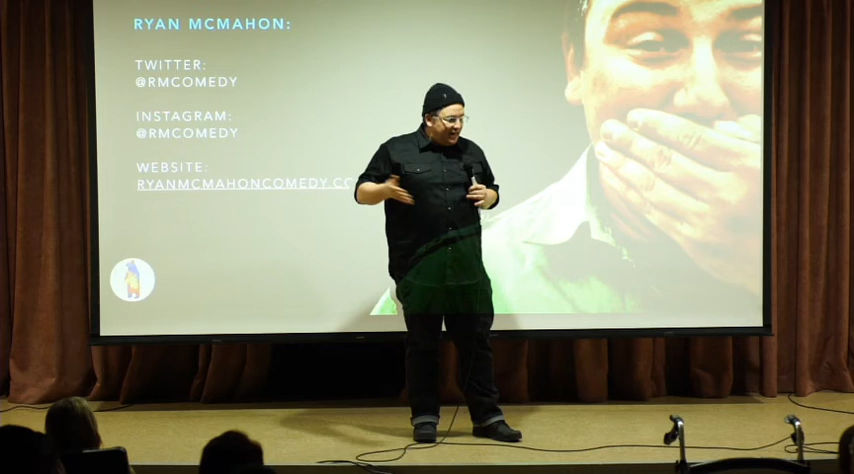 RYAN MCMAHON:
TWITTER:
@RMCOMEDY
INSTAGRAM:
@RMCOMEDY
WEBSITE:
RYANMCMAHONCOMEDY.CO